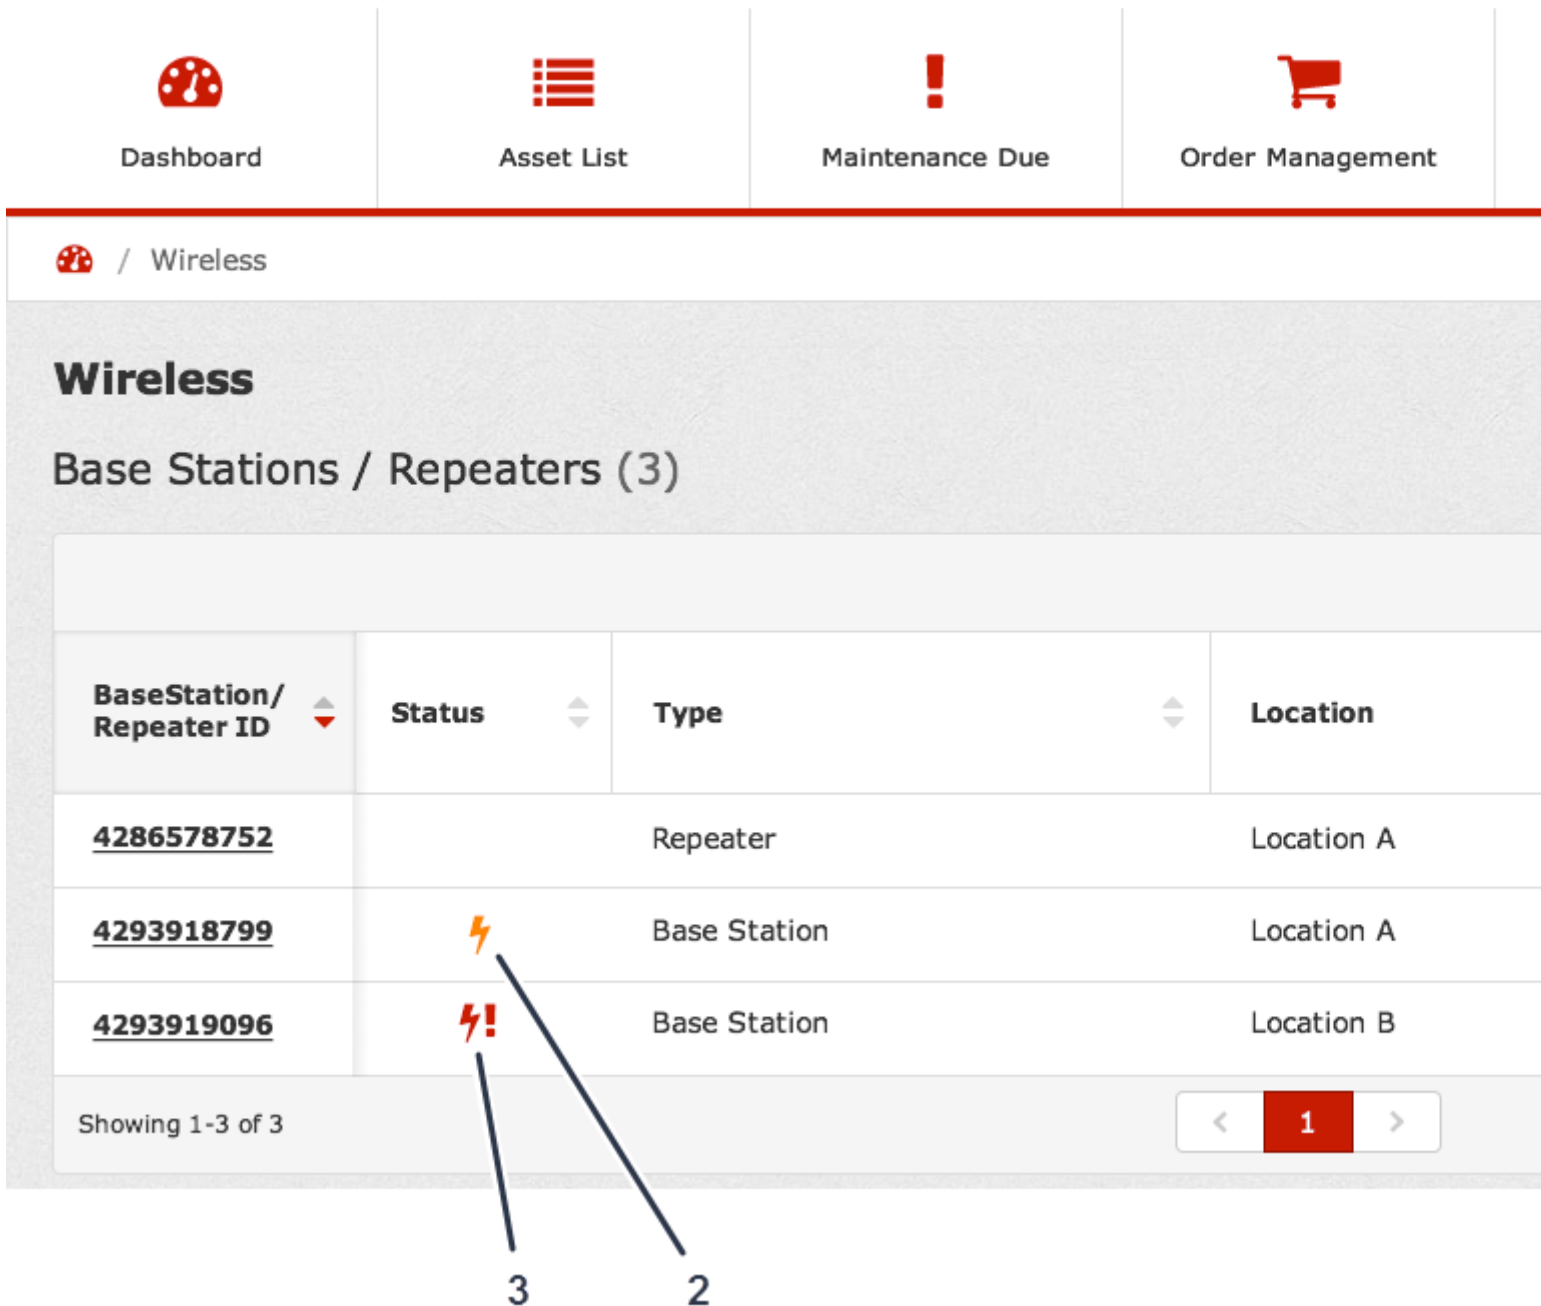 Dashboard
Asset List
Maintenance Due
Order Management
/ Wireless
Wireless
Base Stations / Repeaters (3)
BaseStation/
Repeater ID
Status
Type
Location
4286578752 Repeater Location A
4293918799 Base Station Location A
4293919096 ! Base Station Location B
Showing 1-3 of 3
< 1 >
3 2